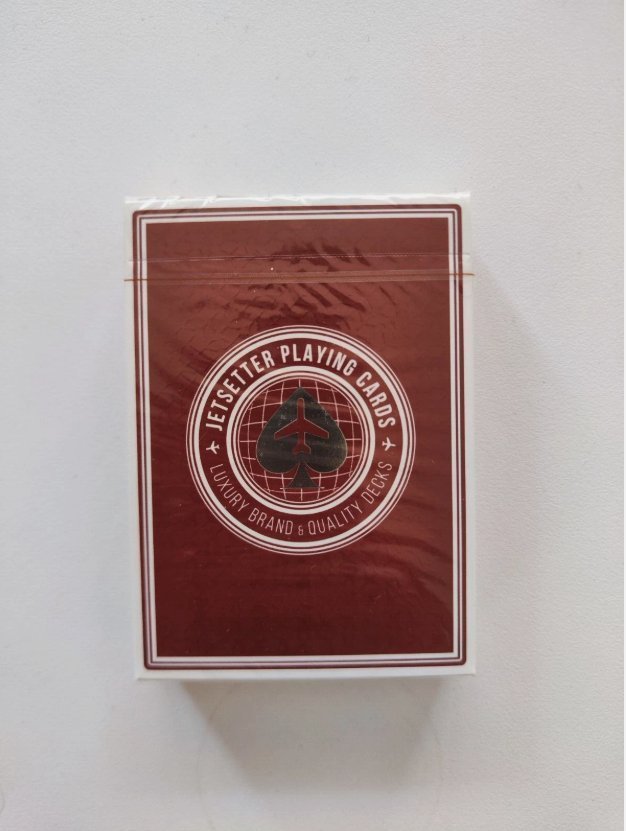 JETSETTER PLAYING CARDS
LUXURY BRAND & QUALITY DECKS